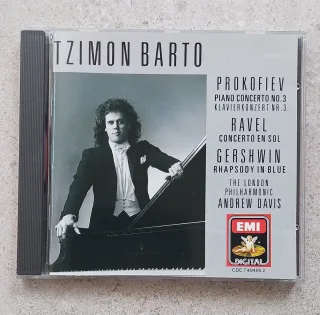 TZIMON BARTO
PROKOFIEV
PIANO CONCERTO NO.3
KLAVIERKONZERT NR.3
RAVEL
CONCERTO EN SOL
GERSHWIN
RHAPSODY IN BLUE
THE LONDON
PHILHARMONIC
ANDREW DAVIS
EMI
DIGITAL